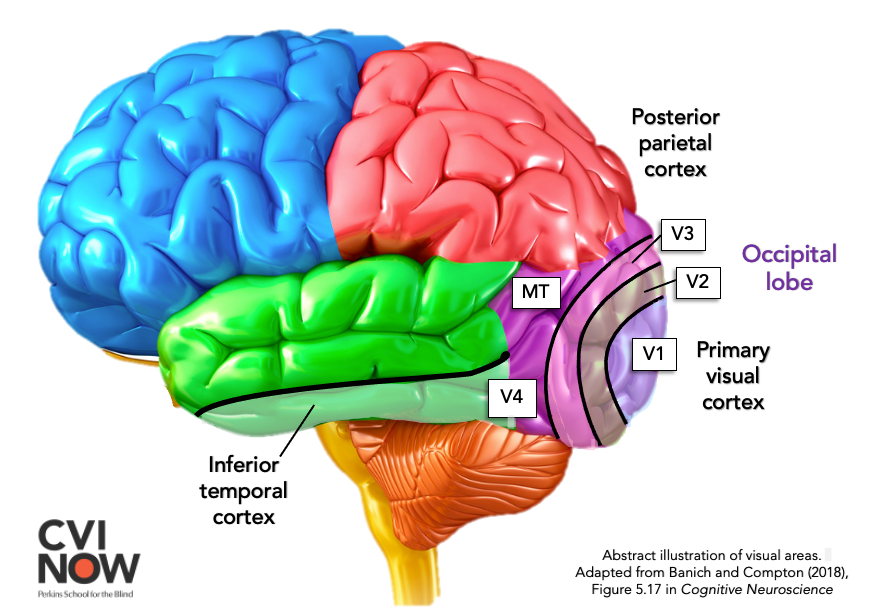 Posterior
parietal
cortex
V3
Occipital
lobe
V2
MT
V1
Primary
visual
cortex
V4
Inferior
temporal
cortex
CVI
NOW
Perkins School for the Blind
Abstract illustration of visual areas.
Adapted from Banich and Compton (2018),
Figure 5.17 in Cognitive Neuroscience